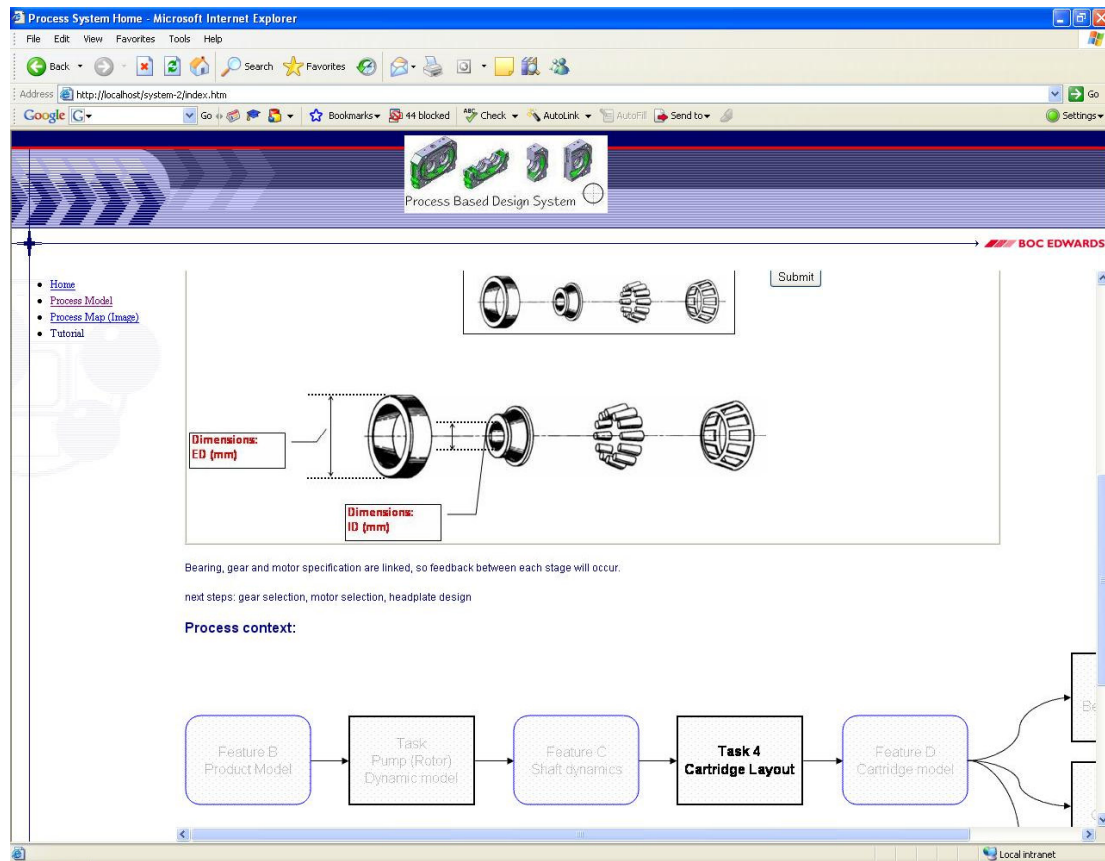 Process System Home - Microsoft Internet Explorer
File Edit View Favorites Tools Help
Back Search Favorites
Address http://localhost/system-2/index.htm Go
Google G Go Bookmarks 44 blocked ABC Check AutoLink AutoFill Send to Settings
Process Based Design System
BOC EDWARDS
Home
Process Model
Process Map (Image)
Tutorial
Submit
Dimensions:
ED (mm)
Dimensions:
ID (mm)
Bearing, gear and motor specification are linked, so feedback between each stage will occur.
next steps: gear selection, motor selection, headplate design
Process context:
Feature B
Product Model
Task
Pump (Rotor)
Dynamic model
Feature C
Shaft dynamics
Task 4
Cartridge Layout
Feature D
Cartridge model
Local intranet